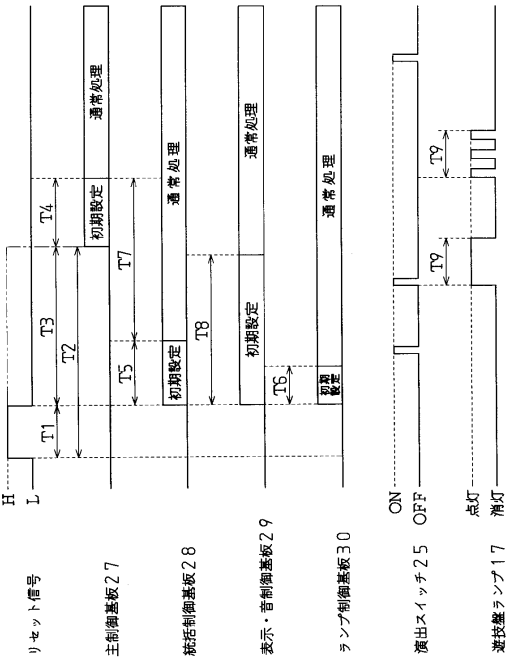 リセット信号
H
L
T1
T3
T4
T2
主制御基板27
初期設定
通常処理
T5
T7
統括制御基板28
初期設定
通常処理
T8
表示・音制御基板29
初期設定
通常処理
T6
ランプ制御基板30
初期設定
通常処理
演出スイッチ25
ON
OFF
T9
T9
遊技盤ランプ17
点灯
消灯